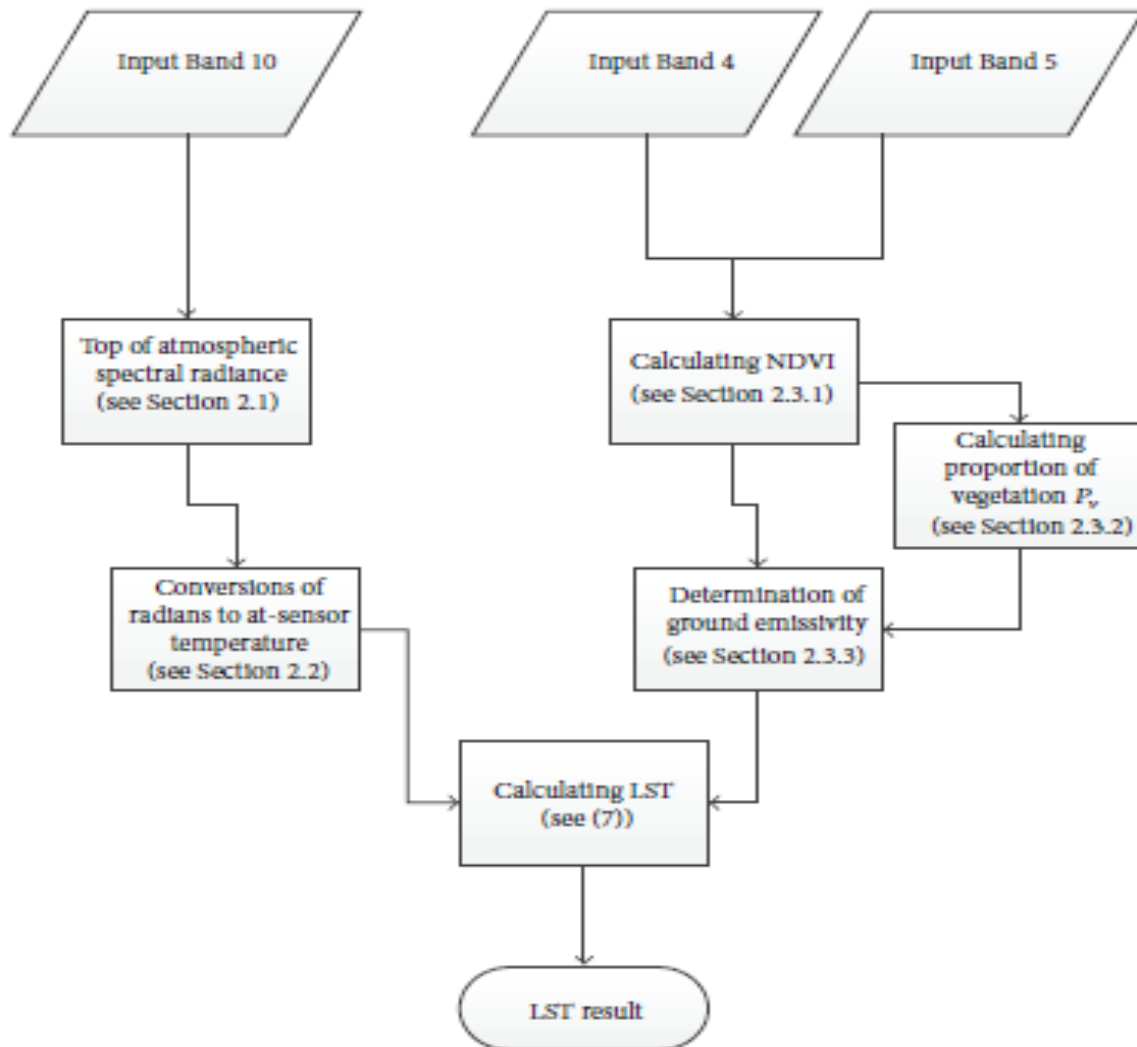 Input Band 10
Input Band 4
Input Band 5
Top of atmospheric
spectral radiance
(see Section 2.1)
Calculating NDVI
(see Section 2.3.1)
Calculating
proportion of
vegetation Pv
(see Section 2.3.2)
Conversions of
radians to at-sensor
temperature
(see Section 2.2)
Determination of
ground emissivity
(see Section 2.3.3)
Calculating LST
(see (7))
LST result